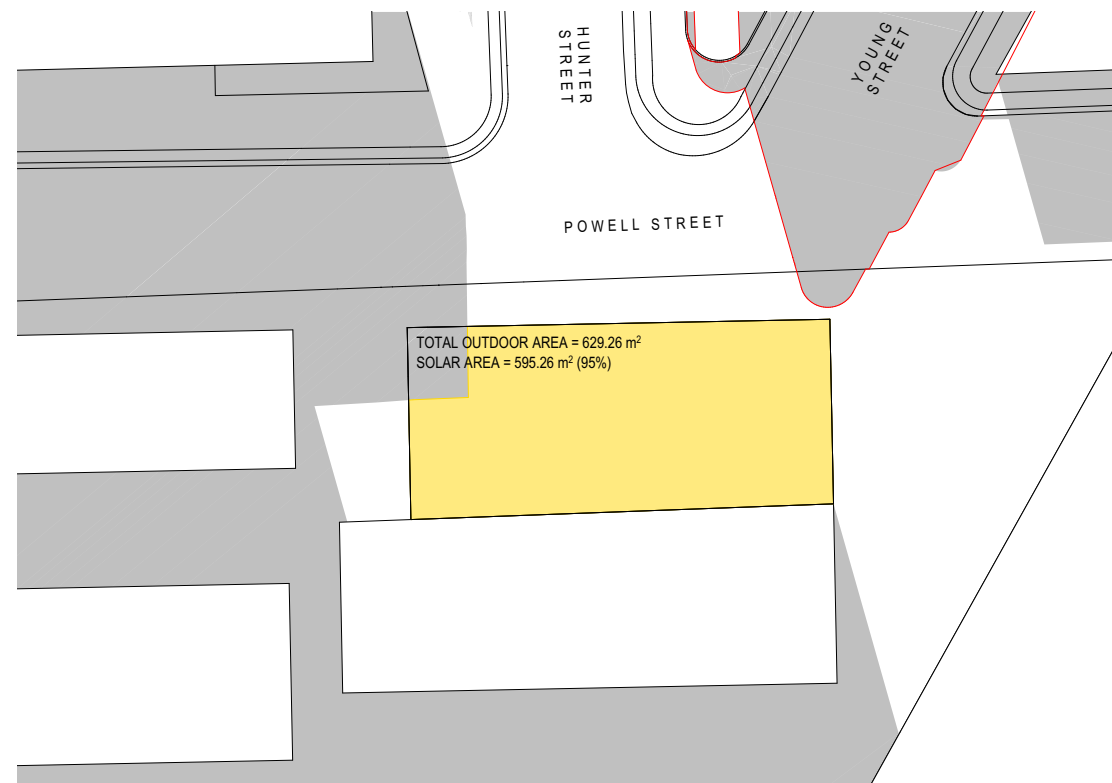 HUNTER
STREET
YOUNG
STREET
POWELL STREET
TOTAL OUTDOOR AREA = 629.26 m²
SOLAR AREA = 595.26 m² (95%)